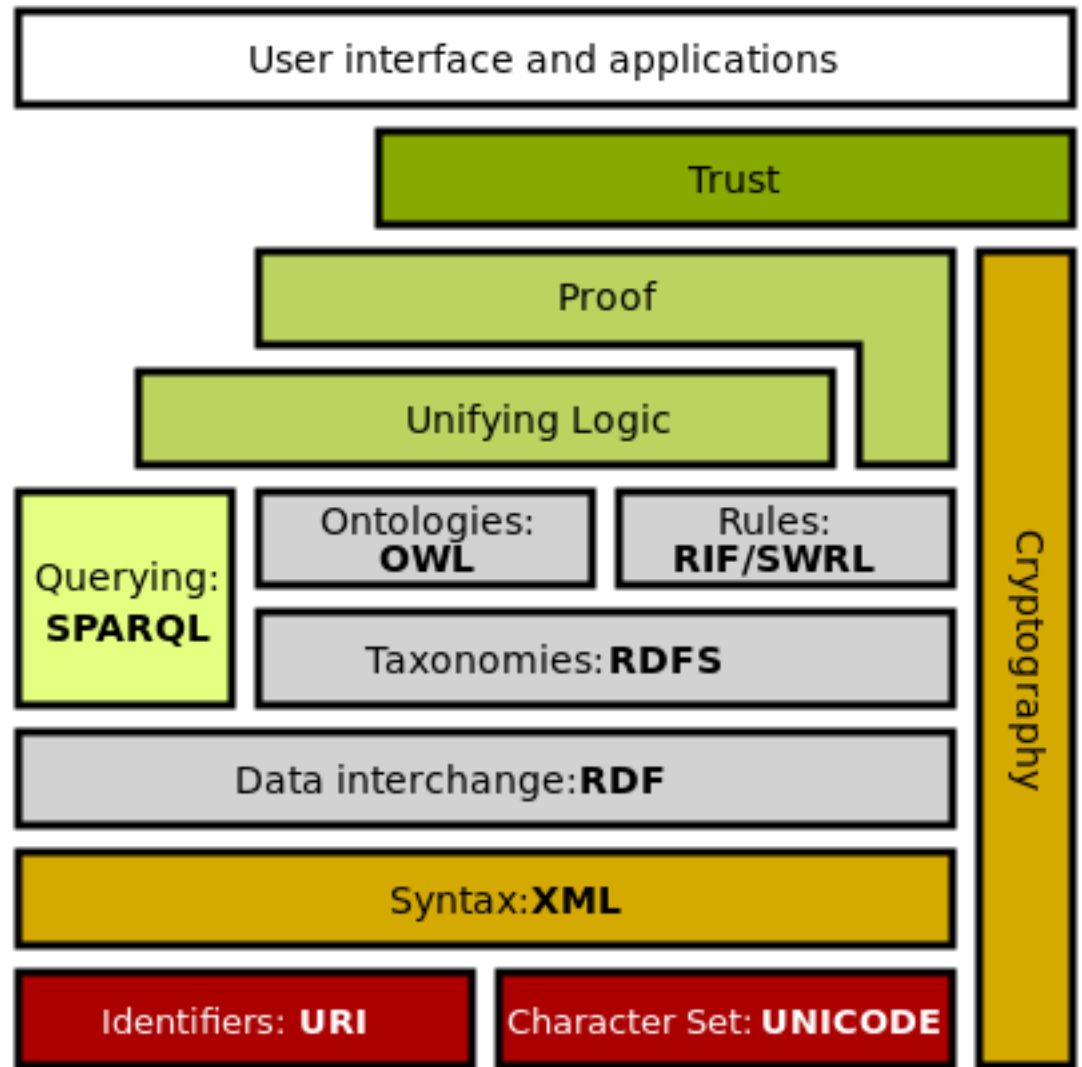 User interface and applications
Trust
Proof
Unifying Logic
Ontologies:
OWL
Rules:
RIF/SWRL
Querying:
SPARQL
Taxonomies: RDFS
Data interchange: RDF
Syntax: XML
Identifiers: URI
Character Set: UNICODE
Cryptography